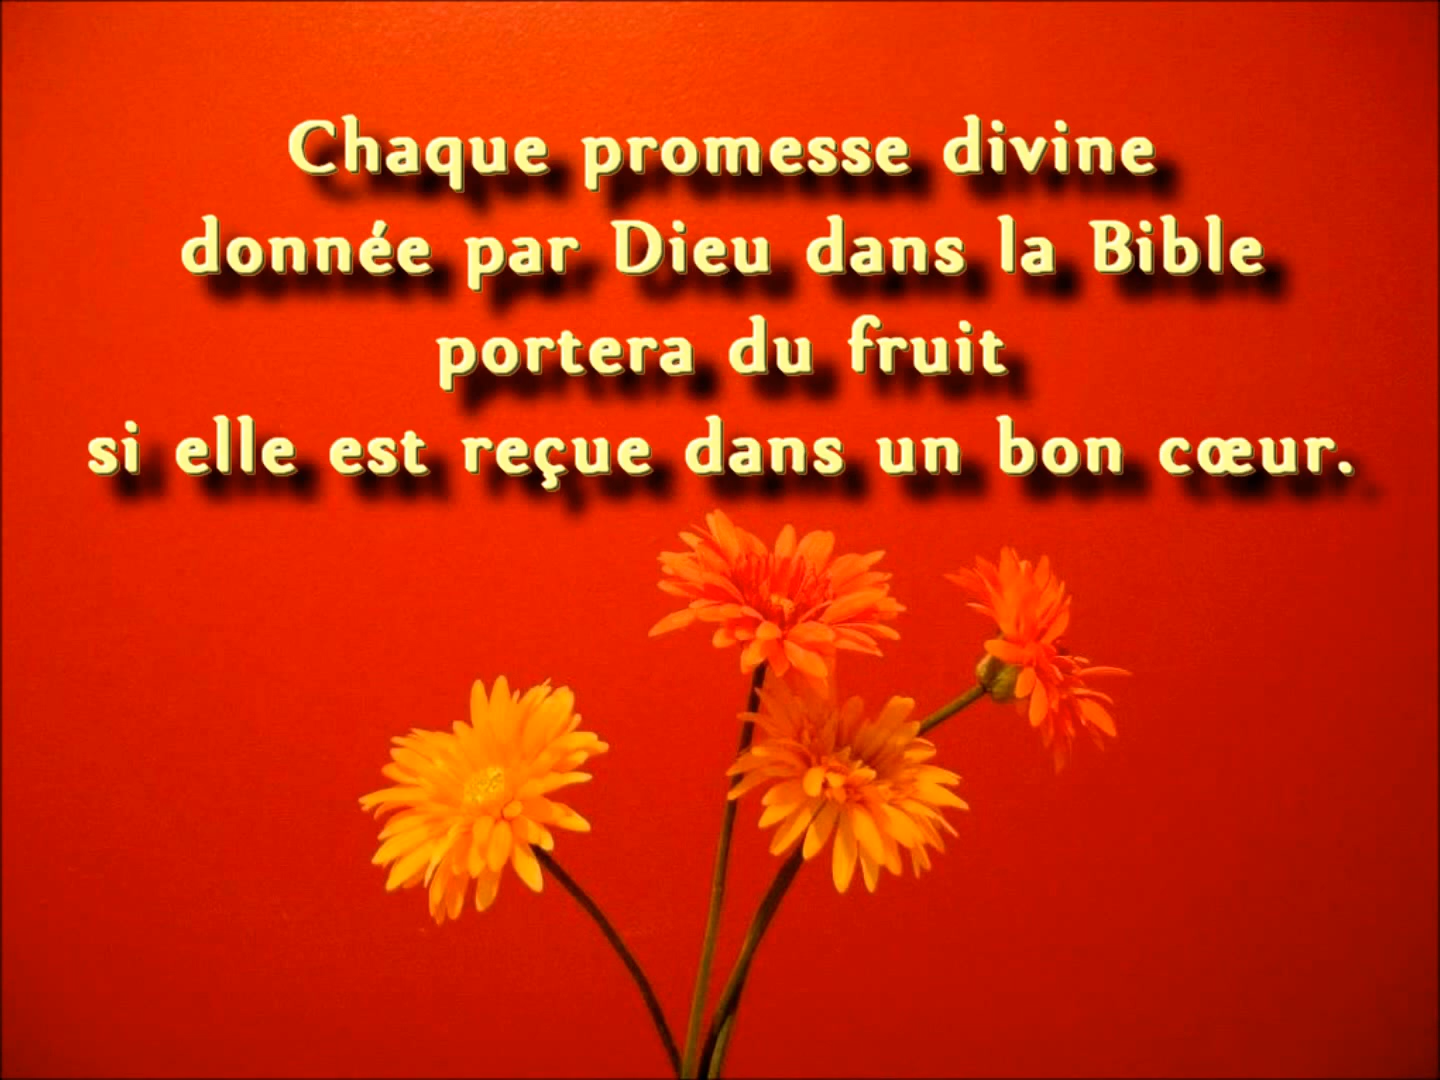 Chaque promesse divine
donnée par Dieu dans la Bible
portera du fruit
si elle est reçue dans un bon cœur.